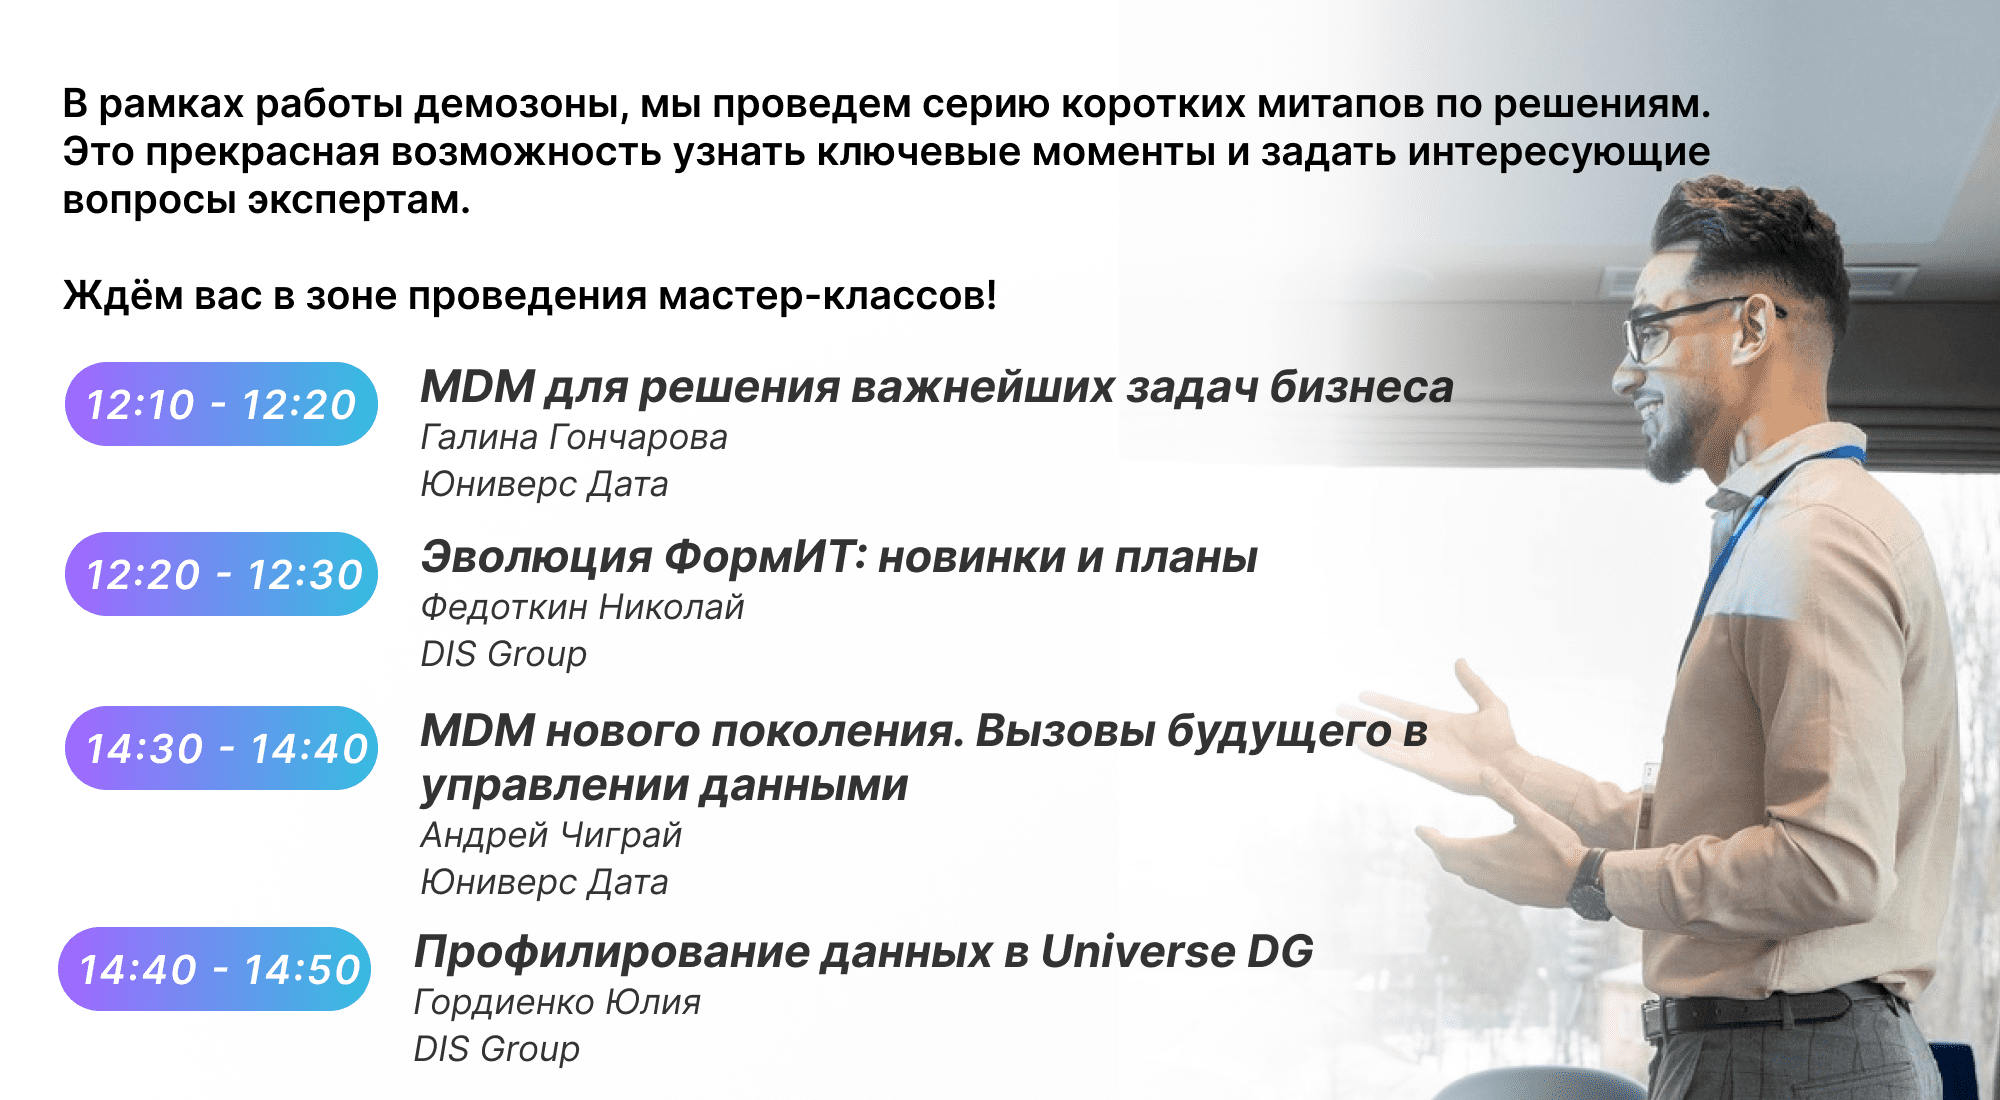 В рамках работы демозоны, мы проведем серию коротких митапов по решениям.
Это прекрасная возможность узнать ключевые моменты и задать интересующие
вопросы экспертам.
Ждём вас в зоне проведения мастер-классов!
12:10 - 12:20
MDM для решения важнейших задач бизнеса
Галина Гончарова
Юниверс Дата
12:20 - 12:30
Эволюция ФормИТ: новинки и планы
Федоткин Николай
DIS Group
14:30 - 14:40
MDM нового поколения. Вызовы будущего в
управлении данными
Андрей Чиграй
Юниверс Дата
14:40 - 14:50
Профилирование данных в Universe DG
Гордиенко Юлия
DIS Group